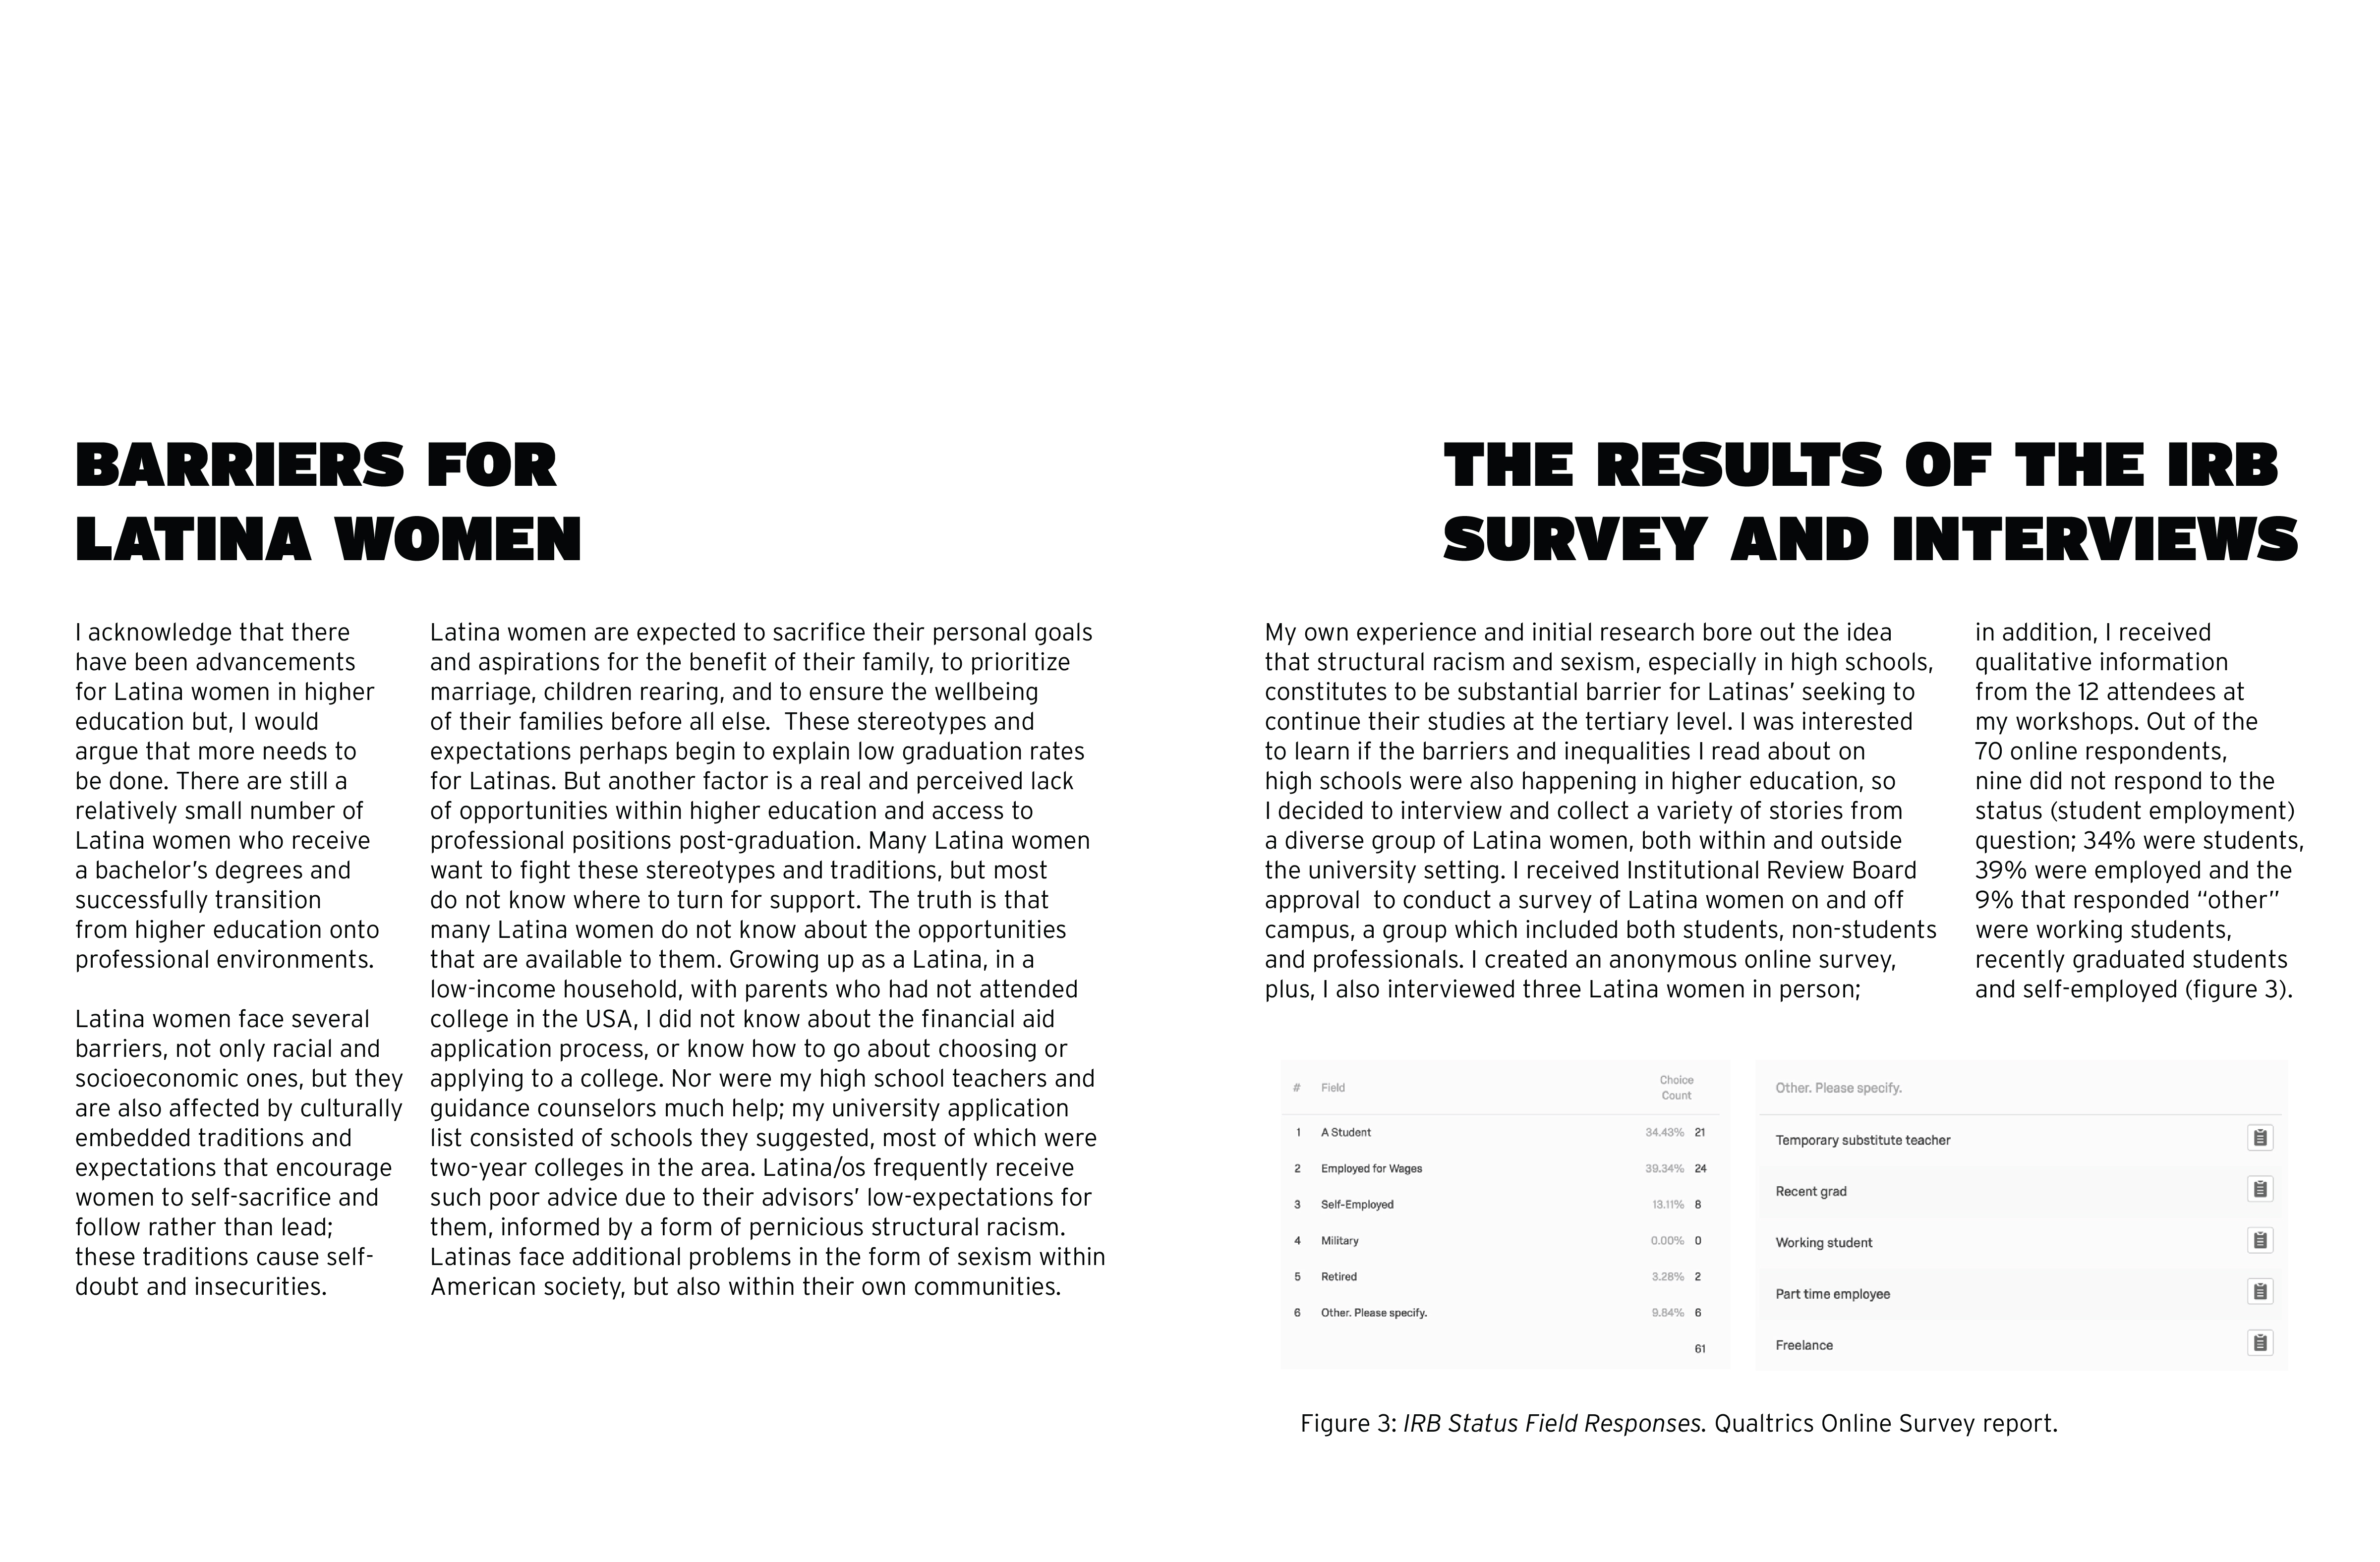 BARRIERS FOR
LATINA WOMEN
I acknowledge that there
have been advancements
for Latina women in higher
education but, I would
argue that more needs to
be done. There are still a
relatively small number of
Latina women who receive
a bachelor’s degrees and
successfully transition
from higher education onto
professional environments.
Latina women face several
barriers, not only racial and
socioeconomic ones, but they
are also affected by culturally
embedded traditions and
expectations that encourage
women to self-sacrifice and
follow rather than lead;
these traditions cause self-
doubt and insecurities.
Latina women are expected to sacrifice their personal goals
and aspirations for the benefit of their family, to prioritize
marriage, children rearing, and to ensure the wellbeing
of their families before all else.  These stereotypes and
expectations perhaps begin to explain low graduation rates
for Latinas. But another factor is a real and perceived lack
of opportunities within higher education and access to
professional positions post-graduation. Many Latina women
want to fight these stereotypes and traditions, but most
do not know where to turn for support. The truth is that
many Latina women do not know about the opportunities
that are available to them. Growing up as a Latina, in a
low-income household, with parents who had not attended
college in the USA, I did not know about the financial aid
application process, or know how to go about choosing or
applying to a college. Nor were my high school teachers and
guidance counselors much help; my university application
list consisted of schools they suggested, most of which were
two-year colleges in the area. Latina/os frequently receive
such poor advice due to their advisors’ low-expectations for
them, informed by a form of pernicious structural racism.
Latinas face additional problems in the form of sexism within
American society, but also within their own communities.
THE RESULTS OF THE IRB
SURVEY AND INTERVIEWS
My own experience and initial research bore out the idea
that structural racism and sexism, especially in high schools,
constitutes to be substantial barrier for Latinas’ seeking to
continue their studies at the tertiary level. I was interested
to learn if the barriers and inequalities I read about on
high schools were also happening in higher education, so
I decided to interview and collect a variety of stories from
a diverse group of Latina women, both within and outside
the university setting. I received Institutional Review Board
approval  to conduct a survey of Latina women on and off
campus, a group which included both students, non-students
and professionals. I created an anonymous online survey,
plus, I also interviewed three Latina women in person;
in addition, I received
qualitative information
from the 12 attendees at
my workshops. Out of the
70 online respondents,
nine did not respond to the
status (student employment)
question; 34% were students,
39% were employed and the
9% that responded “other”
were working students,
recently graduated students
and self-employed (figure 3).
# Field Choice Count
1 A Student 34.43% 21
2 Employed for Wages 39.34% 24
3 Self-Employed 13.11% 8
4 Military 0.00% 0
5 Retired 3.28% 2
6 Other. Please specify. 9.84% 6
61
Other. Please specify.
Temporary substitute teacher
Recent grad
Working student
Part time employee
Freelance
Figure 3: IRB Status Field Responses. Qualtrics Online Survey report.